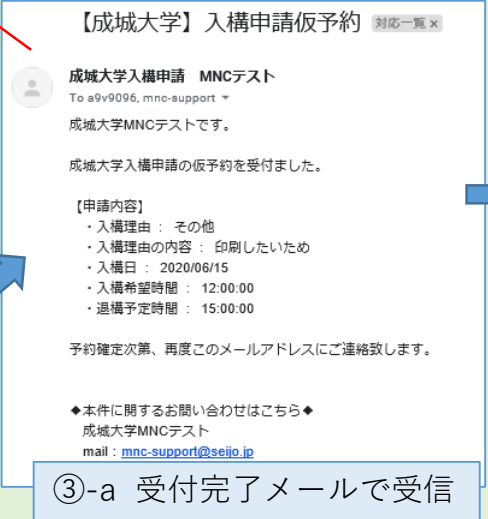 【成城大学】入構申請仮予約 対応一覧 ×
成城大学入構申請 MNCテスト
To a9v9096, mnc-support
成城大学MNCテストです。
成城大学入構申請の仮予約を受付ました。
【申請内容】
・入構理由 : その他
・入構理由の内容 : 印刷したいため
・入構日 : 2020/06/15
・入構希望時間 : 12:00:00
・退構予定時間 : 15:00:00
予約確定次第、再度このメールアドレスにご連絡致します。
◆本件に関するお問い合わせはこちら◆
成城大学MNCテスト
mail : mnc-support@seijo.jp
③-a 受付完了メールで受信